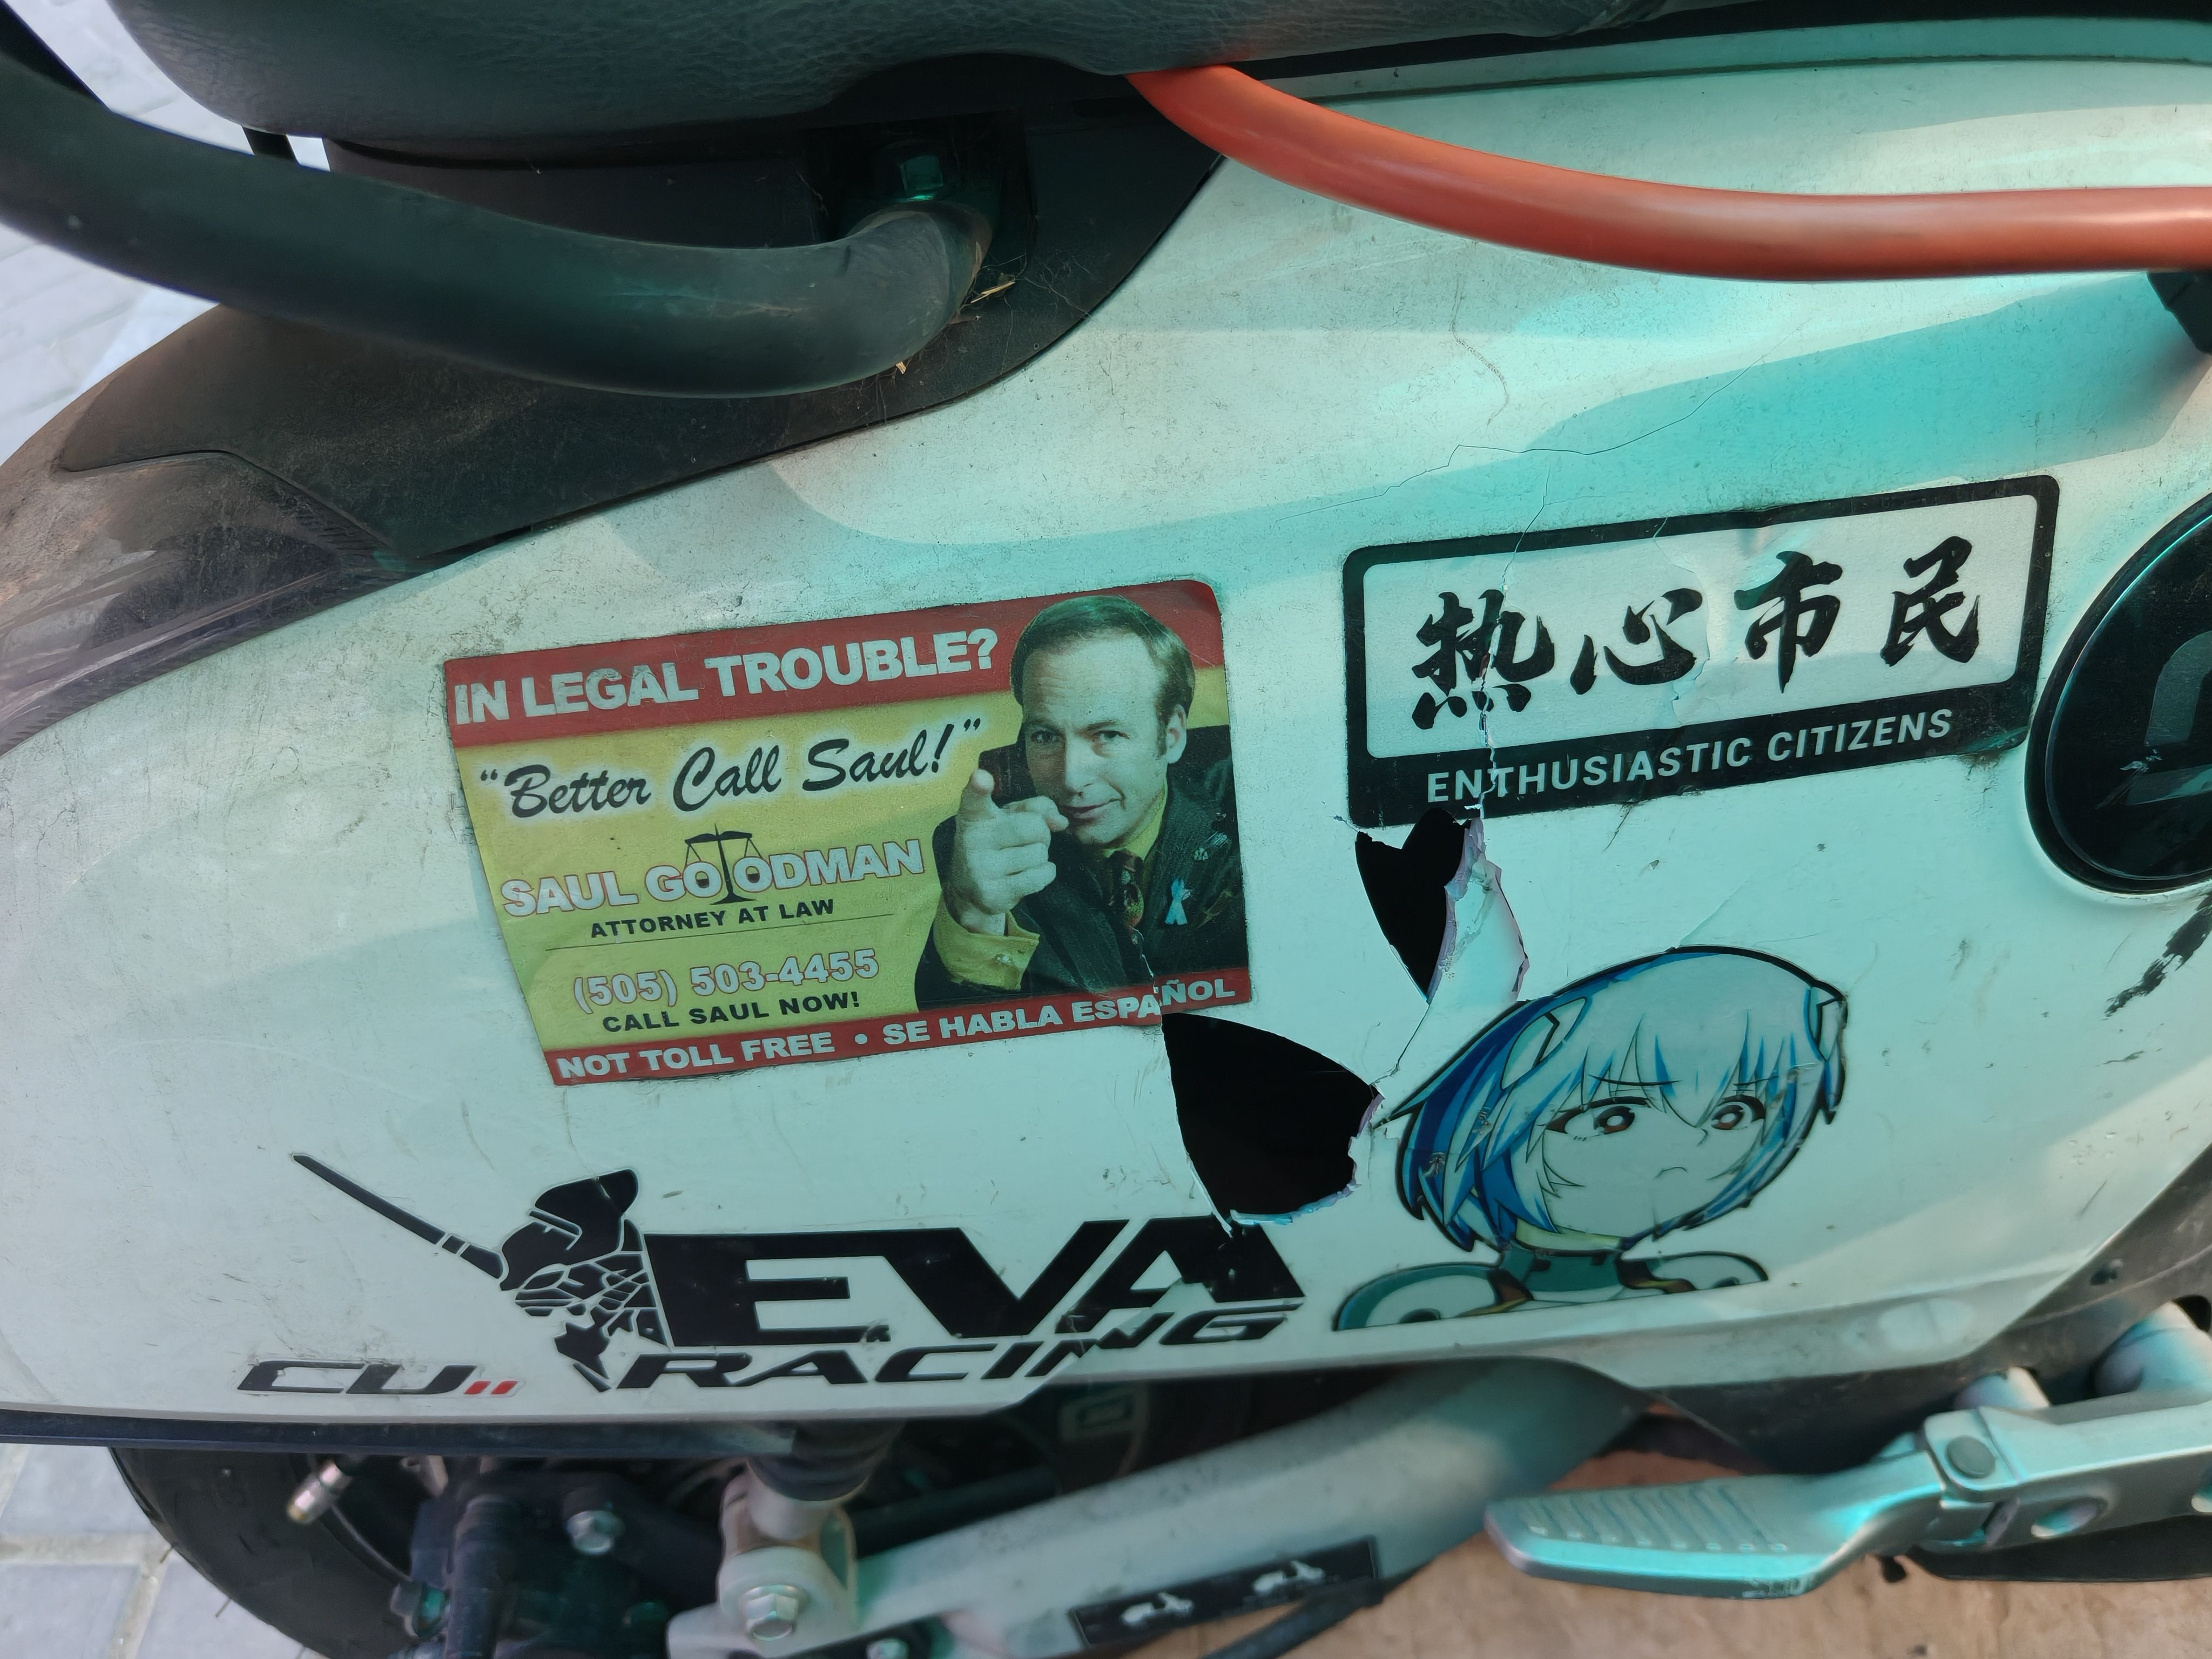 IN LEGAL TROUBLE?
"Better Call Saul!"
SAUL GOODMAN
ATTORNEY AT LAW
(505) 503-4455
CALL SAUL NOW!
NOT TOLL FREE • SE HABLA ESPAÑOL
热心市民
ENTHUSIASTIC CITIZENS
EVA
RACING
CU